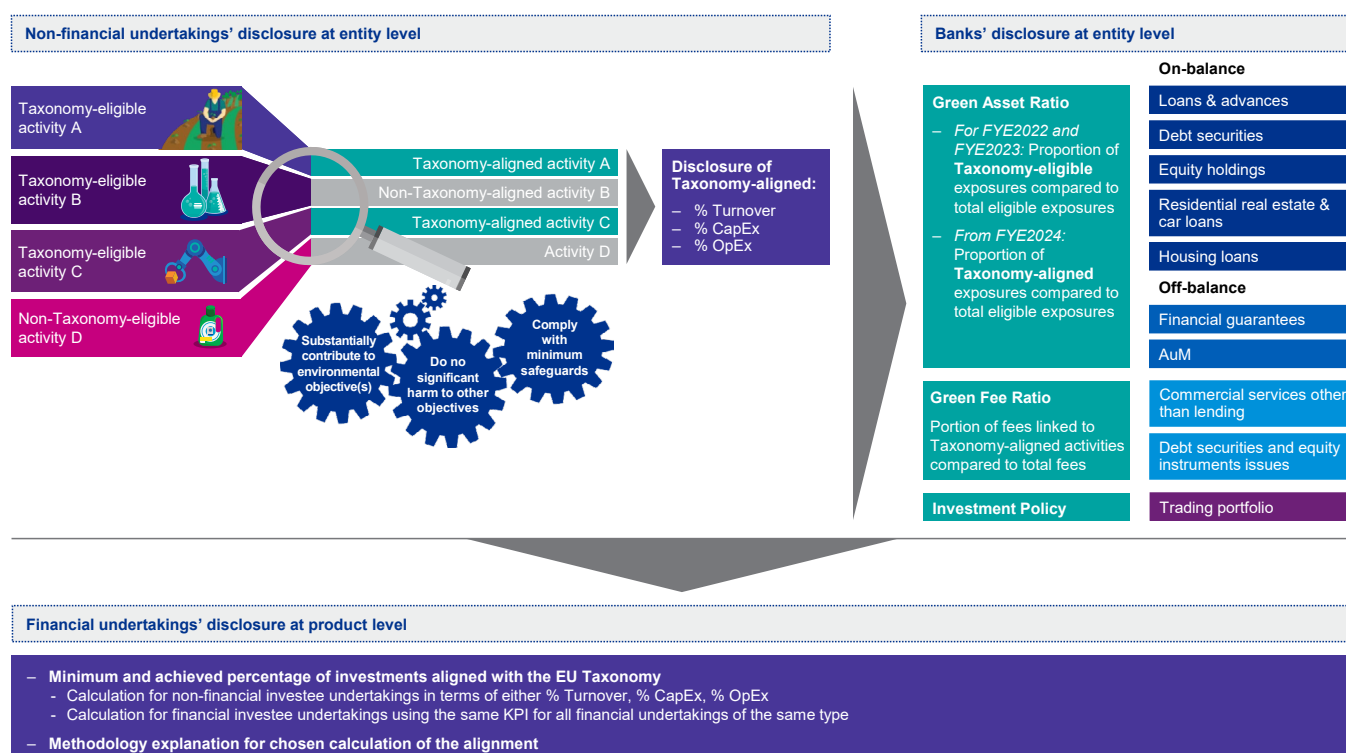 Non-financial undertakings' disclosure at entity level
Taxonomy-eligible
activity A
Taxonomy-eligible
activity B
Taxonomy-eligible
activity C
Non-Taxonomy-eligible
activity D
Taxonomy-aligned activity A
Non-Taxonomy-aligned activity B
Taxonomy-aligned activity C
Activity D
Disclosure of
Taxonomy-aligned:
– % Turnover
– % CapEx
– % OpEx
Substantially
contribute to
environmental
objective(s)
Do no
significant
harm to other
objectives
Comply
with
minimum
safeguards
Banks' disclosure at entity level
Green Asset Ratio
– For FYE2022 and
FYE2023: Proportion of
Taxonomy-eligible
exposures compared to
total eligible exposures
– From FYE2024:
Proportion of
Taxonomy-aligned
exposures compared to
total eligible exposures
Green Fee Ratio
Portion of fees linked to
Taxonomy-aligned activities
compared to total fees
Investment Policy
On-balance
Loans & advances
Debt securities
Equity holdings
Residential real estate &
car loans
Housing loans
Off-balance
Financial guarantees
AuM
Commercial services other
than lending
Debt securities and equity
instruments issues
Trading portfolio
Financial undertakings' disclosure at product level
– Minimum and achieved percentage of investments aligned with the EU Taxonomy
- Calculation for non-financial investee undertakings in terms of either % Turnover, % CapEx, % OpEx
- Calculation for financial investee undertakings using the same KPI for all financial undertakings of the same type
– Methodology explanation for chosen calculation of the alignment